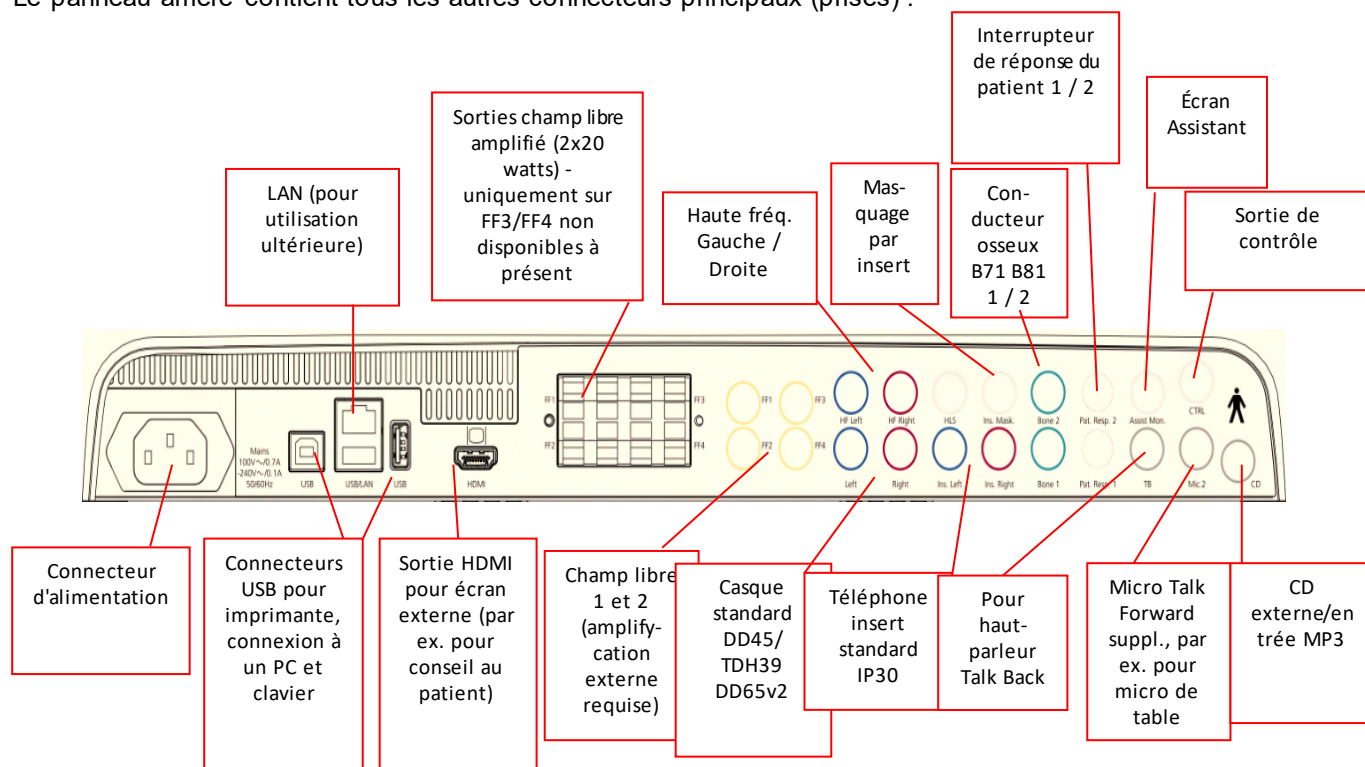 Le panneau arrière contient tous les autres connecteurs principaux (prises) :
Interrupteur
de réponse du
patient 1 / 2
Écran
Assistant
Sorties champ libre
amplifié (2x20
watts) -
uniquement sur
FF3/FF4 non
disponibles à
présent
LAN (pour
utilisation
ultérieure)
Haute fréq.
Gauche /
Droite
Mas-
quage
par
insert
Con-
ducteur
osseux
B71 B81
1 / 2
Sortie de
contrôle
Mains
100V~/0.7A
-240V~/0.1A
50/60Hz
USB
USB/LAN
USB
HDMI
FF1
FF3
FF2
FF4
FF1
FF3
FF2
FF4
HF Left
HF Right
HLS
Ins. Mask.
Bone 2
Pat. Resp. 2
Assist Mon.
CTRL
Left
Right
Ins. Left
Ins. Right
Bone 1
Pat. Resp. 1
TB
Mic.2
CD
Connecteur
d'alimentation
Connecteurs
USB pour
imprimante,
connexion à
un PC et
clavier
Sortie HDMI
pour écran
externe (par
ex. pour
conseil au
patient)
Champ libre
1 et 2
(amplify-
cation
externe
requise)
Casque
standard
DD45/
TDH39
DD65v2
Téléphone
insert
standard
IP30
Pour
haut-
parleur
Talk Back
Micro Talk
Forward
suppl., par
ex. pour
micro de
table
CD
externe/en
trée MP3